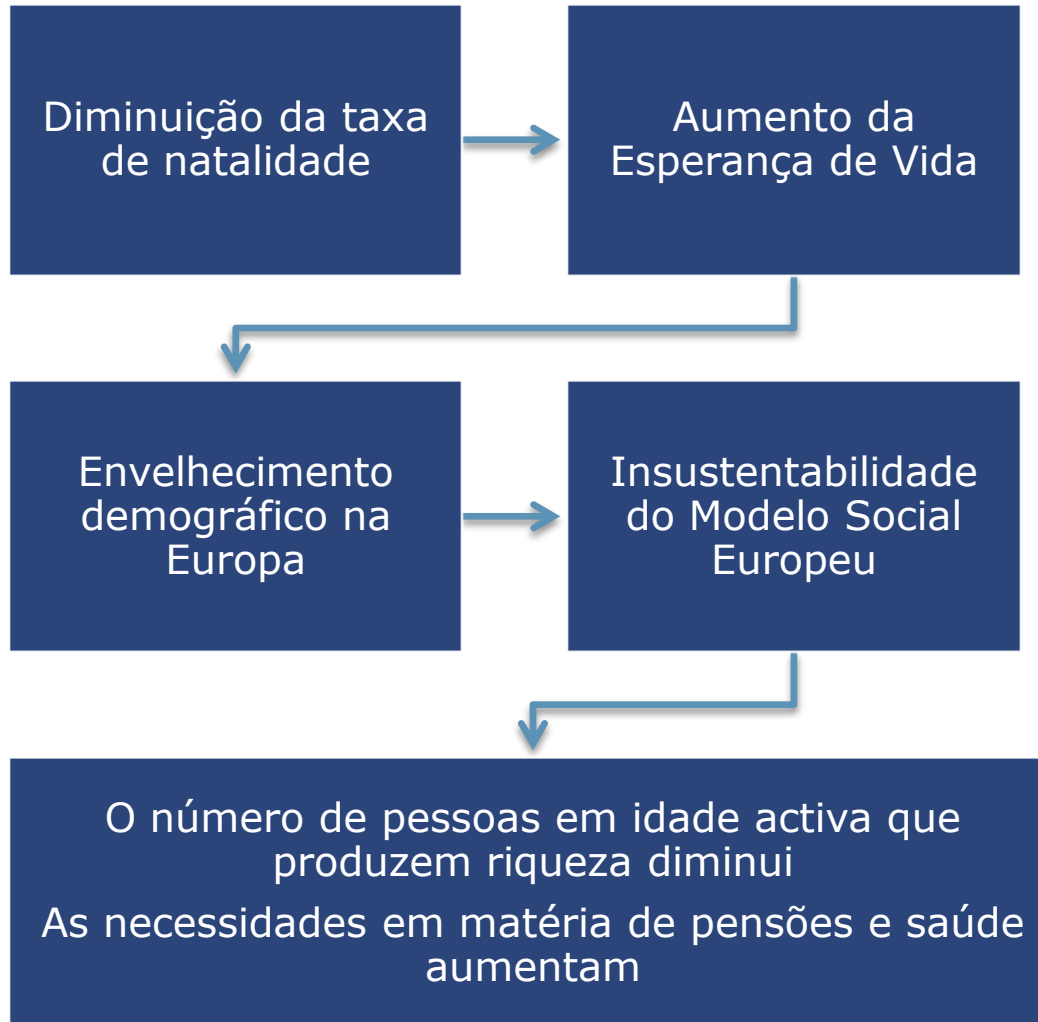 Diminuição da taxa
de natalidade
Aumento da
Esperança de Vida
Envelhecimento
demográfico na
Europa
Insustentabilidade
do Modelo Social
Europeu
O número de pessoas em idade activa que
produzem riqueza diminui
As necessidades em matéria de pensões e saúde
aumentam